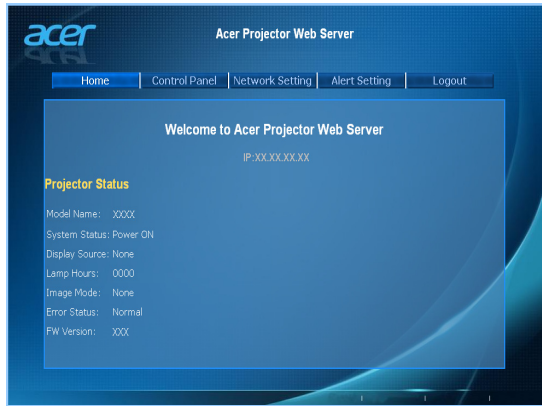 acer
Acer Projector Web Server
Home Control Panel Network Setting Alert Setting Logout
Welcome to Acer Projector Web Server
IP:XX.XX.XX.XX
Projector Status
Model Name: XXXX
System Status: Power ON
Display Source: None
Lamp Hours: 0000
Image Mode: None
Error Status: Normal
FW Version: XXX